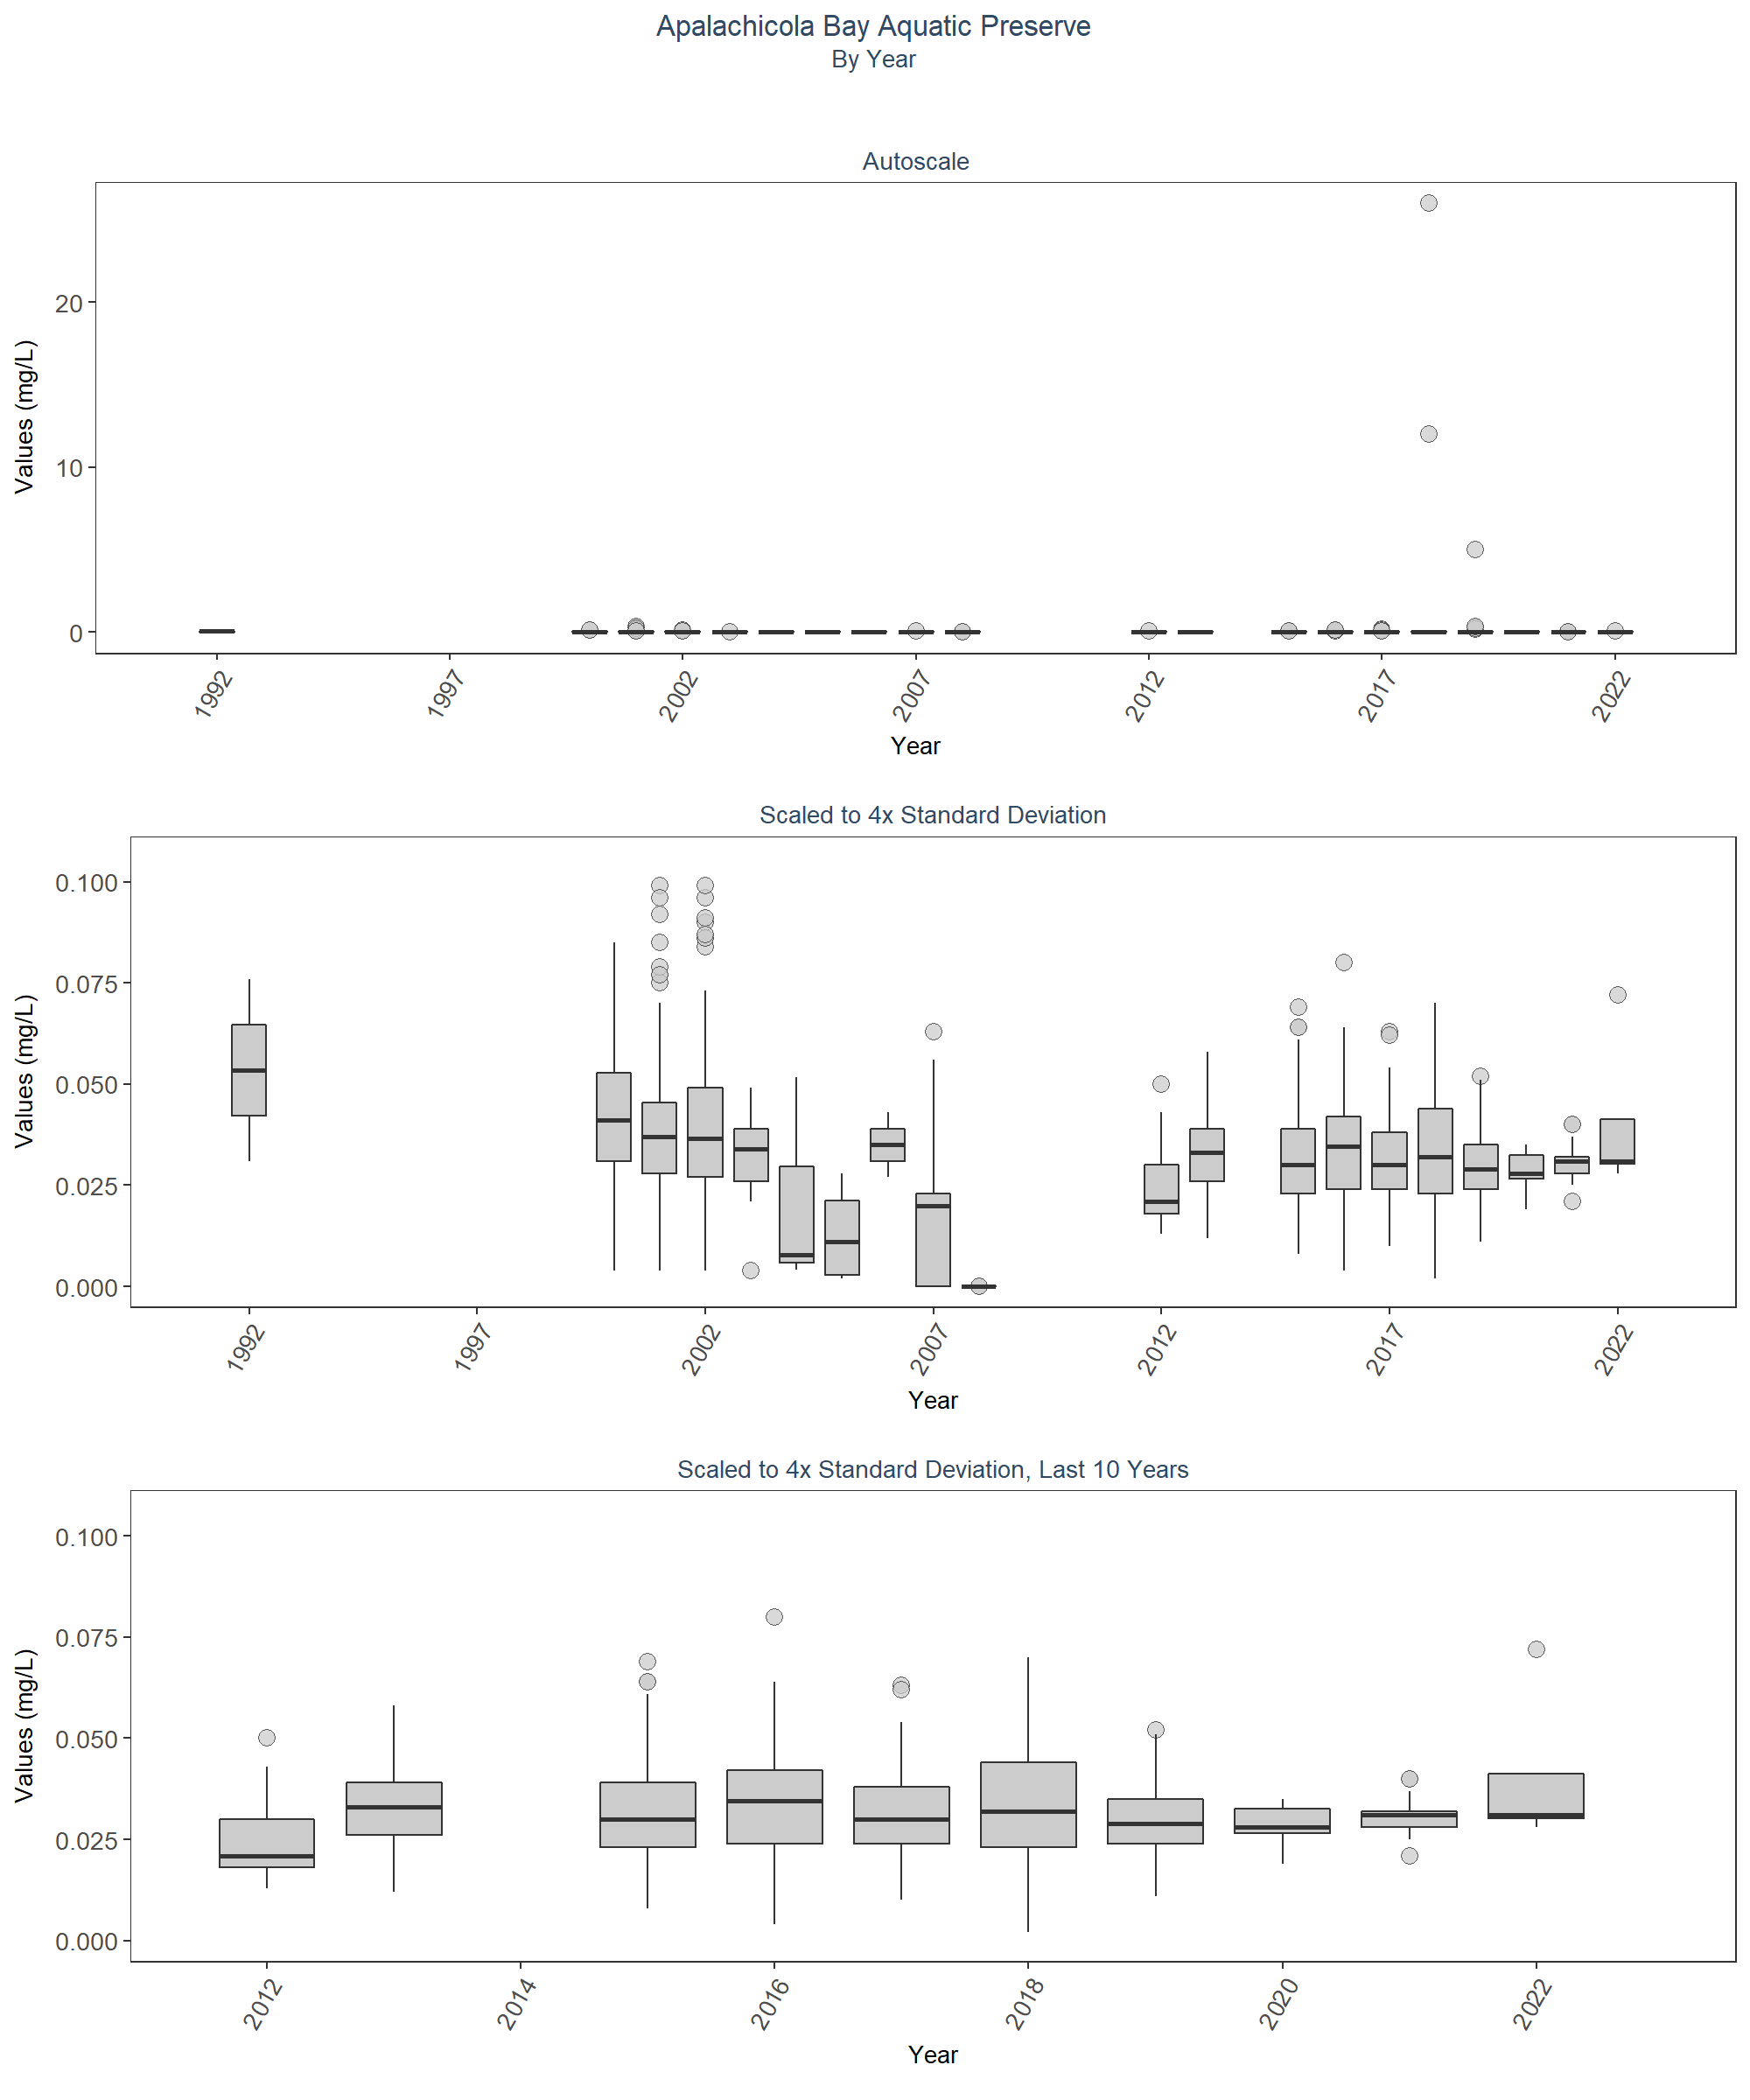 Apalachicola Bay Aquatic Preserve
By Year
Autoscale
Values (mg/L)
20
10
0
1992 1997 2002 2007 2012 2017 2022
Year
Scaled to 4x Standard Deviation
Values (mg/L)
0.100
0.075
0.050
0.025
0.000
1992 1997 2002 2007 2012 2017 2022
Year
Scaled to 4x Standard Deviation, Last 10 Years
Values (mg/L)
0.100
0.075
0.050
0.025
0.000
2012 2014 2016 2018 2020 2022
Year